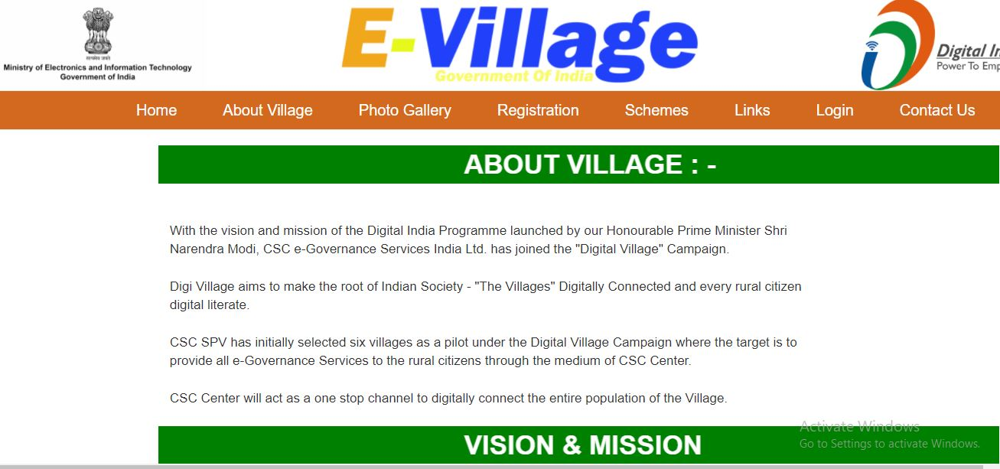 सत्यमेव जयते
Ministry of Electronics and Information Technology
Government of India
E-Village
Government Of India
Digital In
Power To Emp
Home About Village Photo Gallery Registration Schemes Links Login Contact Us
ABOUT VILLAGE : -
With the vision and mission of the Digital India Programme launched by our Honourable Prime Minister Shri
Narendra Modi, CSC e-Governance Services India Ltd. has joined the "Digital Village" Campaign.
Digi Village aims to make the root of Indian Society - "The Villages" Digitally Connected and every rural citizen
digital literate.
CSC SPV has initially selected six villages as a pilot under the Digital Village Campaign where the target is to
provide all e-Governance Services to the rural citizens through the medium of CSC Center.
CSC Center will act as a one stop channel to digitally connect the entire population of the Village.
Activate Windows
Go to Settings to activate Windows.
VISION & MISSION